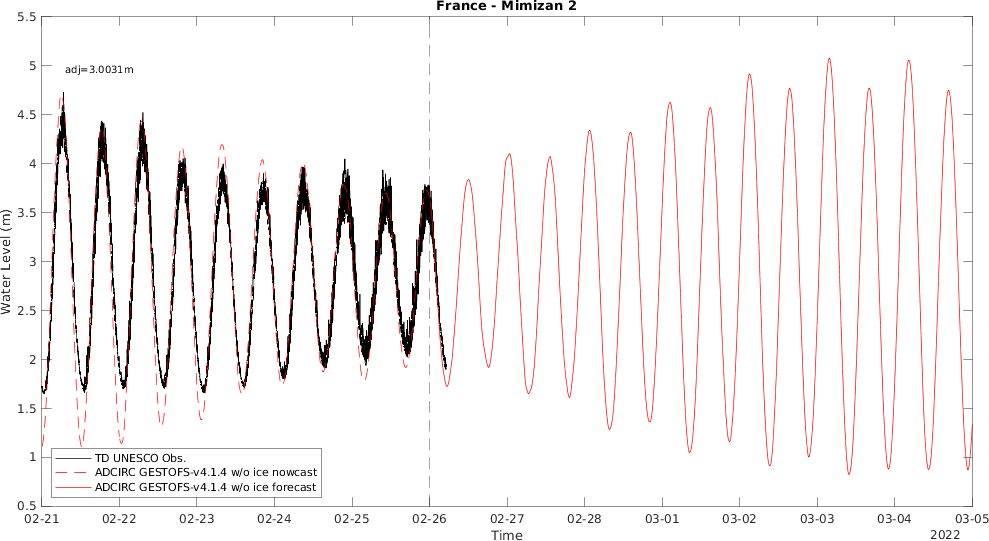 France - Mimizan 2
5.5
5
4.5
4
3.5
3
2.5
2
1.5
1
0.5
Water Level (m)
adj=3.0031m
TD UNESCO Obs.
ADCIRC GESTOFS-v4.1.4 w/o ice nowcast
ADCIRC GESTOFS-v4.1.4 w/o ice forecast
02-21 02-22 02-23 02-24 02-25 02-26 02-27 02-28 03-01 03-02 03-03 03-04 03-05
Time
2022